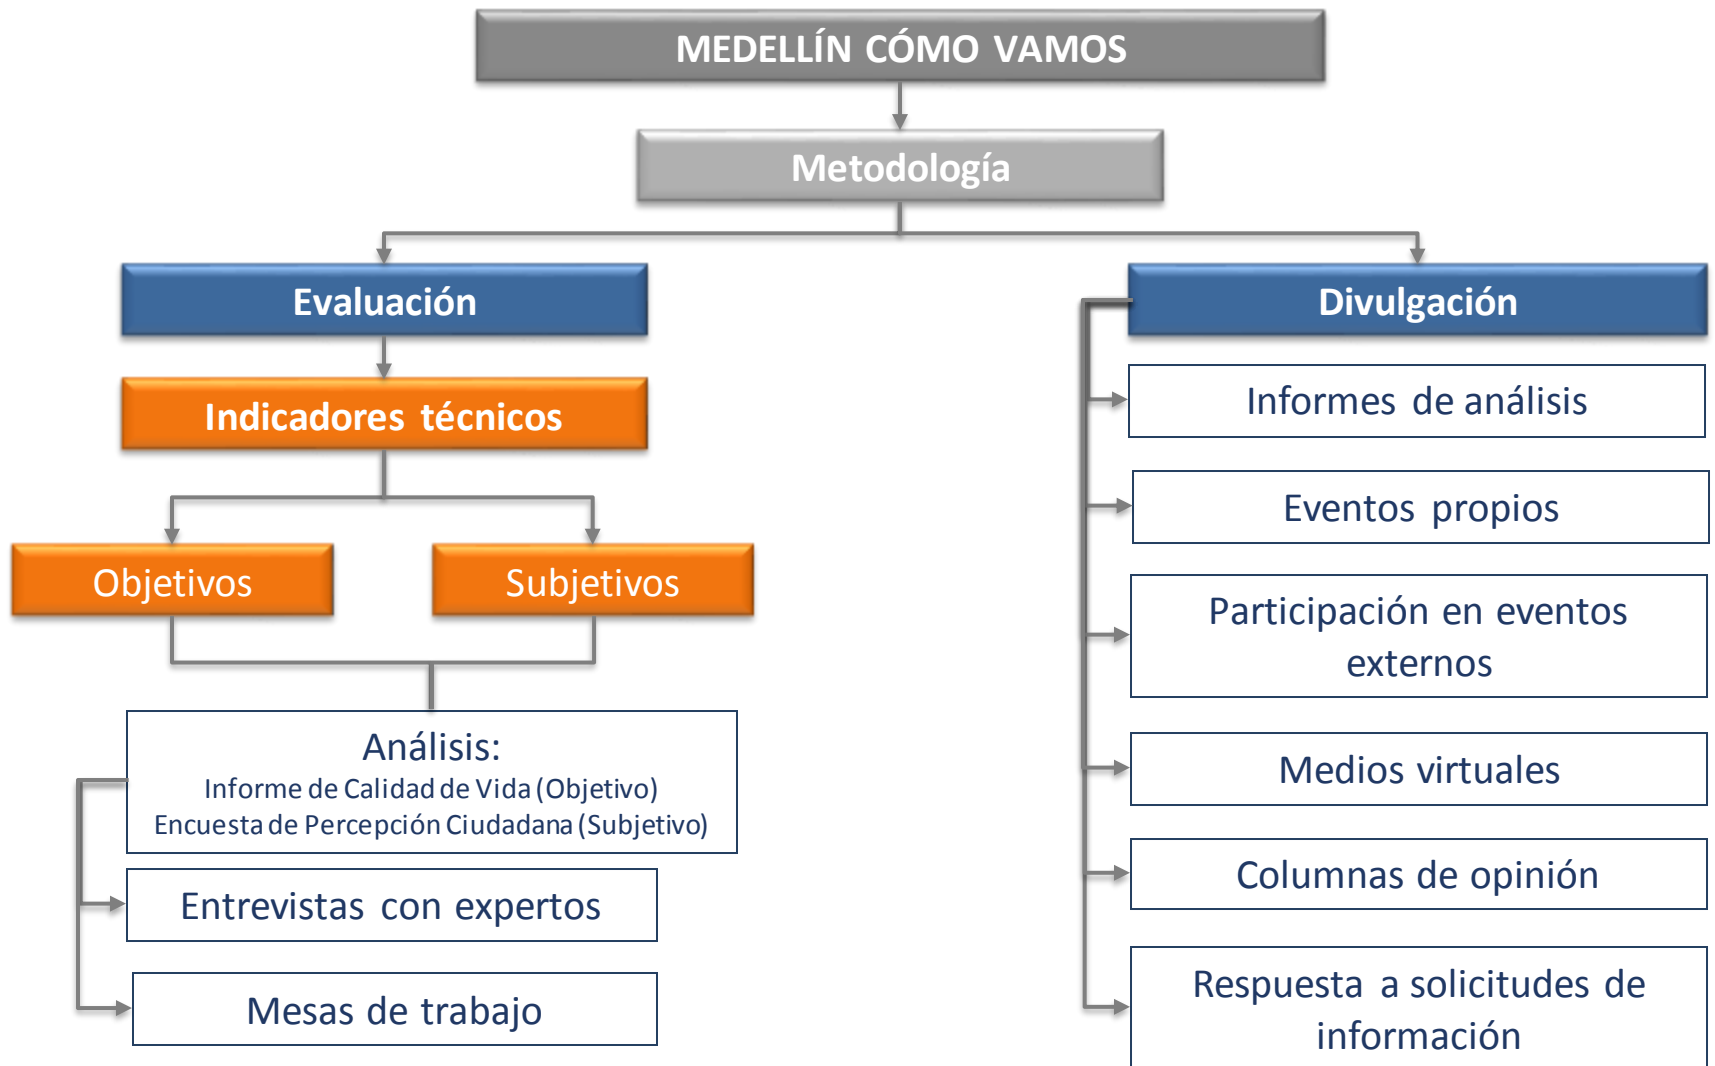 MEDELLÍN CÓMO VAMOS
Metodología
Evaluación
Indicadores técnicos
Objetivos
Subjetivos
Análisis:
Informe de Calidad de Vida (Objetivo)
Encuesta de Percepción Ciudadana (Subjetivo)
Entrevistas con expertos
Mesas de trabajo
Divulgación
Informes de análisis
Eventos propios
Participación en eventos
externos
Medios virtuales
Columnas de opinión
Respuesta a solicitudes de
información